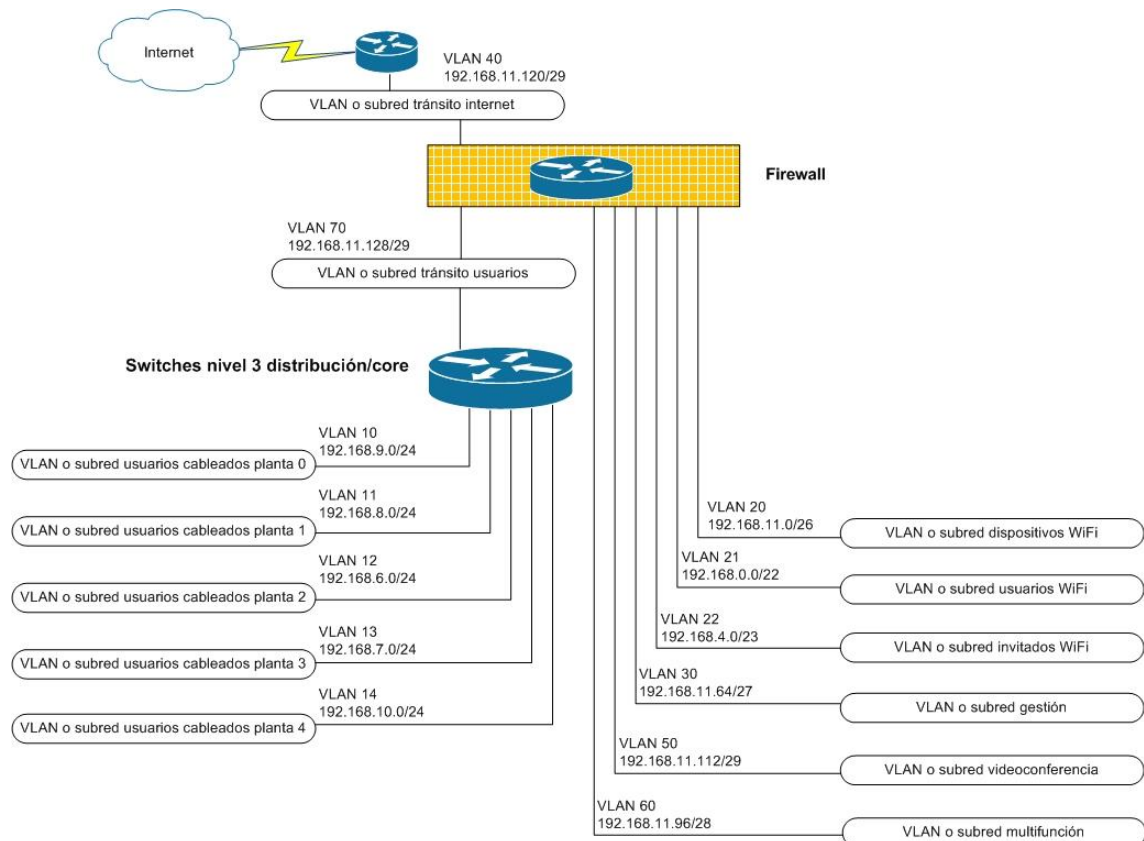 Internet
VLAN 40
192.168.11.120/29
VLAN o subred tránsito internet
Firewall
VLAN 70
192.168.11.128/29
VLAN o subred tránsito usuarios
Switches nivel 3 distribución/core
VLAN 10
192.168.9.0/24
VLAN o subred usuarios cableados planta 0
VLAN 11
192.168.8.0/24
VLAN o subred usuarios cableados planta 1
VLAN 12
192.168.6.0/24
VLAN o subred usuarios cableados planta 2
VLAN 13
192.168.7.0/24
VLAN o subred usuarios cableados planta 3
VLAN 14
192.168.10.0/24
VLAN o subred usuarios cableados planta 4
VLAN 20
192.168.11.0/26
VLAN o subred dispositivos WiFi
VLAN 21
192.168.0.0/22
VLAN o subred usuarios WiFi
VLAN 22
192.168.4.0/23
VLAN o subred invitados WiFi
VLAN 30
192.168.11.64/27
VLAN o subred gestión
VLAN 50
192.168.11.112/29
VLAN o subred videoconferencia
VLAN 60
192.168.11.96/28
VLAN o subred multifunción